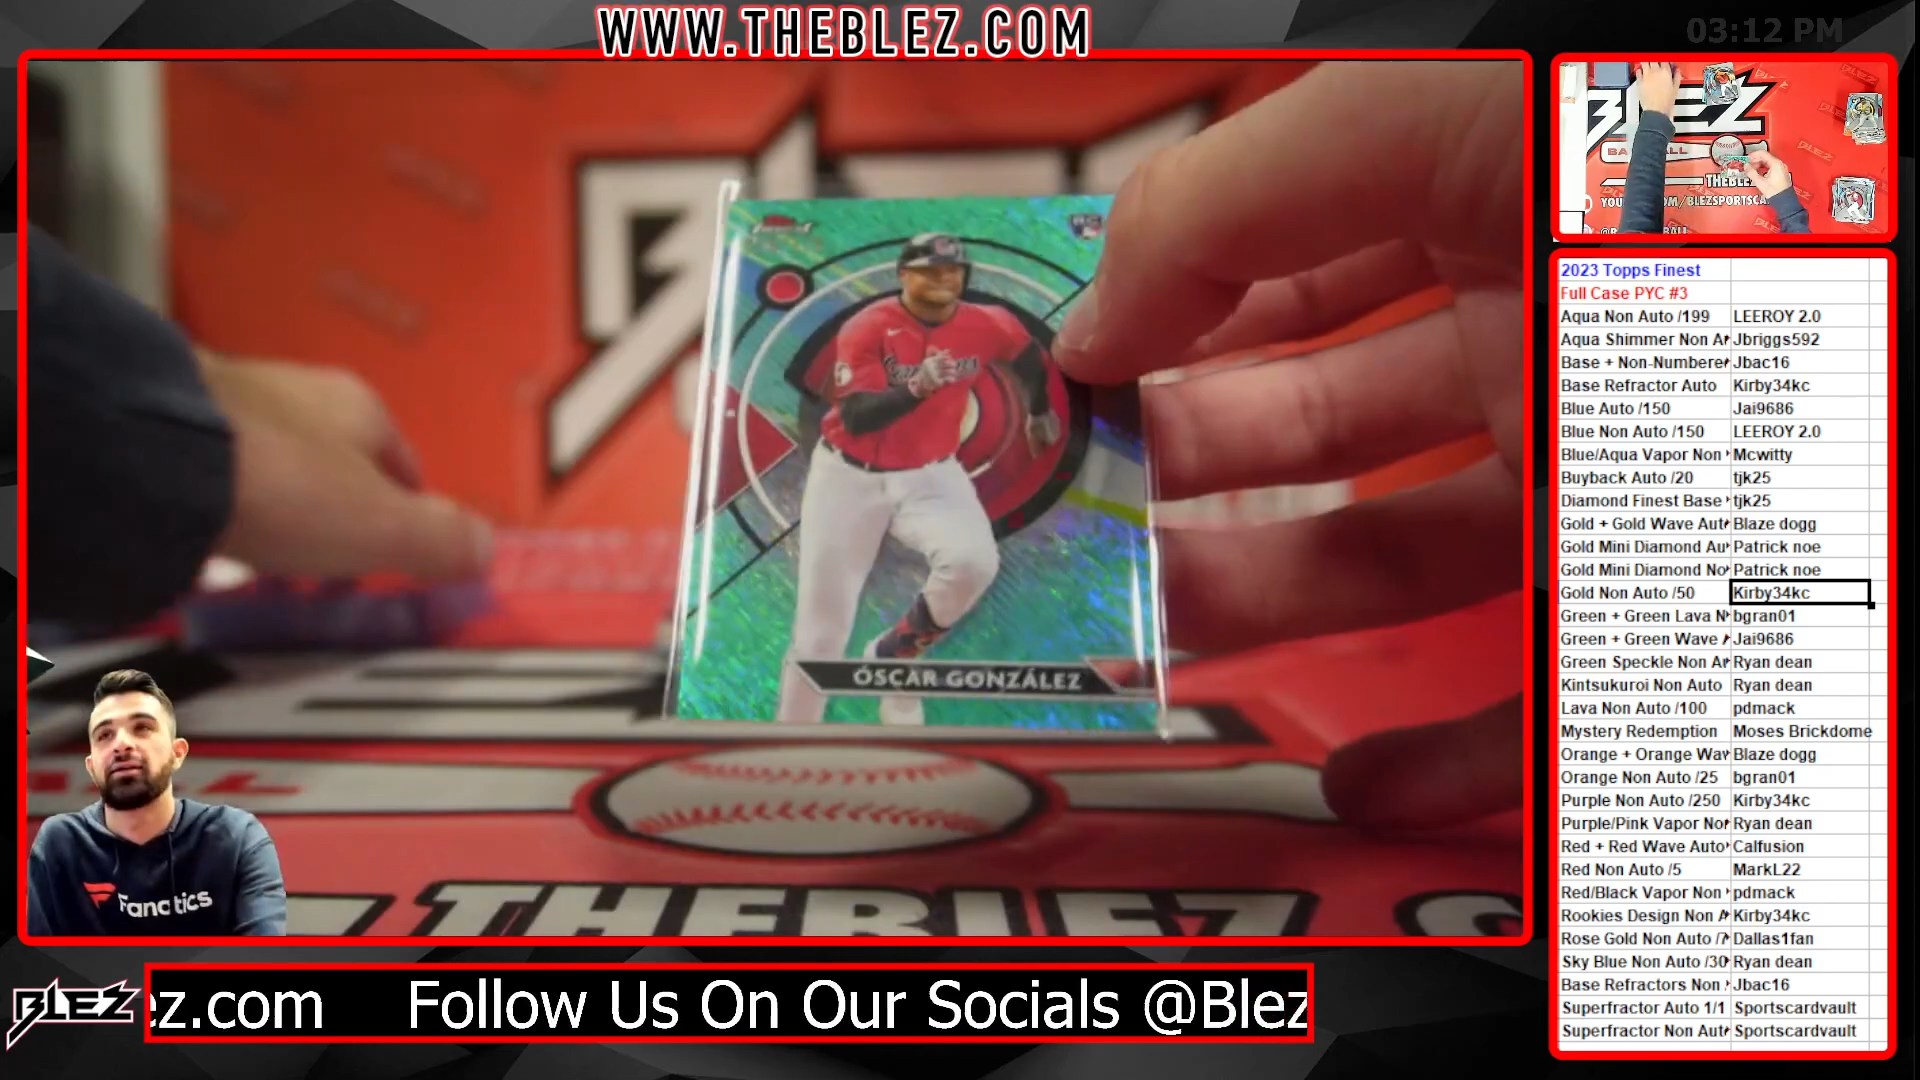 WWW.THEBLEZ.COM
03:12 PM
BLEZ
THEBLEZ
RC
ÓSCAR GONZÁLEZ
Fanatics
2023 Topps Finest
Full Case PYC #3
Aqua Non Auto /199 LEEROY 2.0
Aqua Shimmer Non A Jbriggs592
Base + Non-Numbere Jbac16
Base Refractor Auto Kirby34kc
Blue Auto /150 Jai9686
Blue Non Auto /150 LEEROY 2.0
Blue/Aqua Vapor Non Mcwitty
Buyback Auto /20 tjk25
Diamond Finest Base tjk25
Gold + Gold Wave Aut Blaze dogg
Gold Mini Diamond Au Patrick noe
Gold Mini Diamond No Patrick noe
Gold Non Auto /50 Kirby34kc
Green + Green Lava N bgran01
Green + Green Wave Jai9686
Green Speckle Non A Ryan dean
Kintsukuroi Non Auto Ryan dean
Lava Non Auto /100 pdmack
Mystery Redemption Moses Brickdome
Orange + Orange Wav Blaze dogg
Orange Non Auto /25 bgran01
Purple Non Auto /250 Kirby34kc
Purple/Pink Vapor No Ryan dean
Red + Red Wave Auto Calfusion
Red Non Auto /5 MarkL22
Red/Black Vapor Non pdmack
Rookies Design Non A Kirby34kc
Rose Gold Non Auto /7 Dallas1fan
Sky Blue Non Auto /30 Ryan dean
Base Refractors Non Jbac16
Superfractor Auto 1/1 Sportscardvault
Superfractor Non Aut Sportscardvault
BLEZ
ez.com Follow Us On Our Socials @Blez